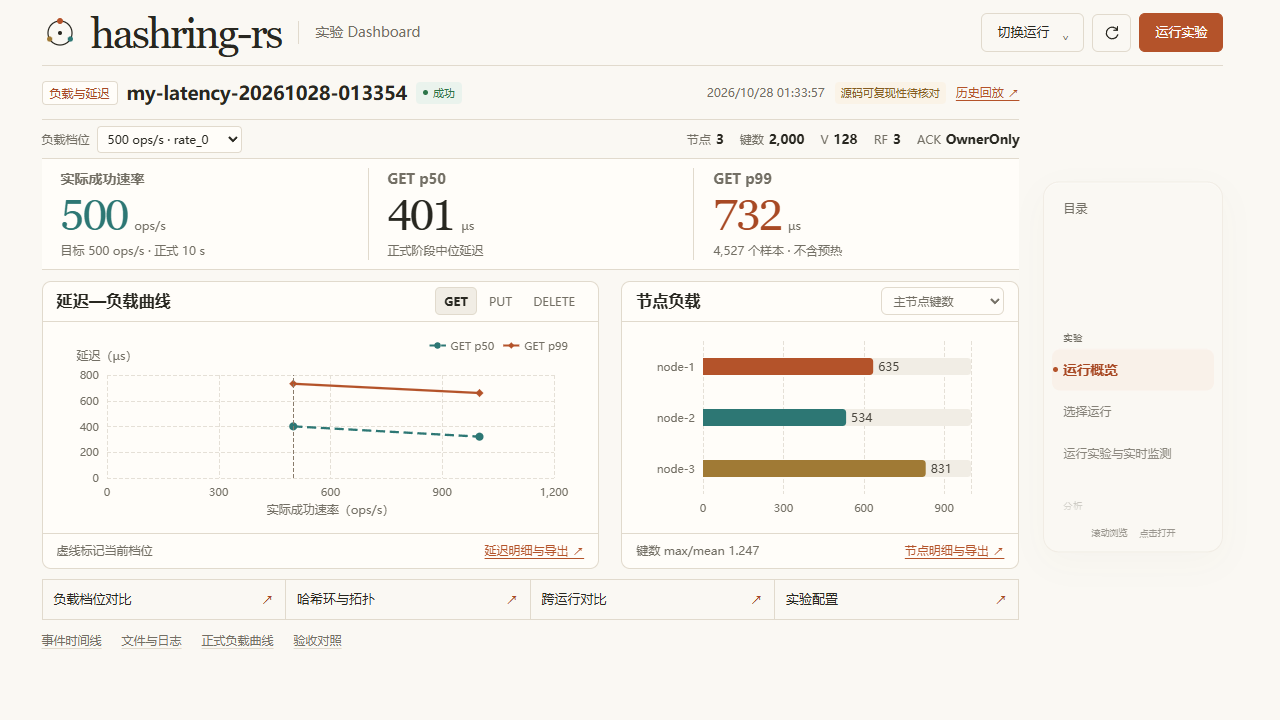 hashring-rs
实验 Dashboard
切换运行
运行实验
负载与延迟
my-latency-20261028-013354
成功
2026/10/28 01:33:57
源码可复现性待核对
历史回放 ↗
负载档位
500 ops/s · rate_0
节点 3
键数 2,000
V 128
RF 3
ACK OwnerOnly
实际成功速率
500 ops/s
目标 500 ops/s · 正式 10 s
GET p50
401 µs
正式阶段中位延迟
GET p99
732 µs
4,527 个样本 · 不含预热
延迟—负载曲线
GET
PUT
DELETE
延迟（µs）
GET p50
GET p99
800
600
400
200
0
0
300
600
900
1,200
实际成功速率（ops/s）
虚线标记当前档位
延迟明细与导出 ↗
节点负载
主节点键数
node-1
635
node-2
534
node-3
831
0
300
600
900
键数 max/mean 1.247
节点明细与导出 ↗
负载档位对比 ↗
哈希环与拓扑 ↗
跨运行对比 ↗
实验配置 ↗
事件时间线
文件与日志
正式负载曲线
验收对照
目录
实验
运行概览
选择运行
运行实验与实时监测
分析
滚动浏览
点击打开